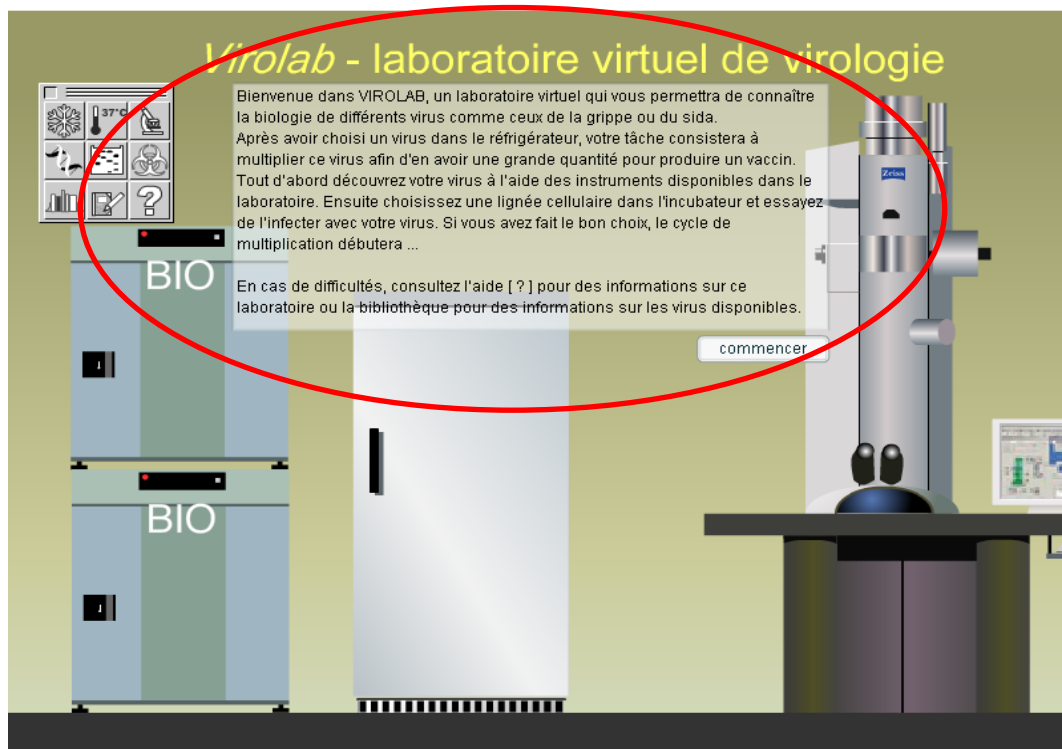 Virolab - laboratoire virtuel de virologie
37°C
?
Bienvenue dans VIROLAB, un laboratoire virtuel qui vous permettra de connaître
la biologie de différents virus comme ceux de la grippe ou du sida.
Après avoir choisi un virus dans le réfrigérateur, votre tâche consistera à
multiplier ce virus afin d'en avoir une grande quantité pour produire un vaccin.
Tout d'abord découvrez votre virus à l'aide des instruments disponibles dans le
laboratoire. Ensuite choisissez une lignée cellulaire dans l'incubateur et essayez
de l'infecter avec votre virus. Si vous avez fait le bon choix, le cycle de
multiplication débutera ...
En cas de difficultés, consultez l'aide [ ? ] pour des informations sur ce
laboratoire ou la bibliothèque pour des informations sur les virus disponibles.
commencer
Zeiss
BIO
BIO